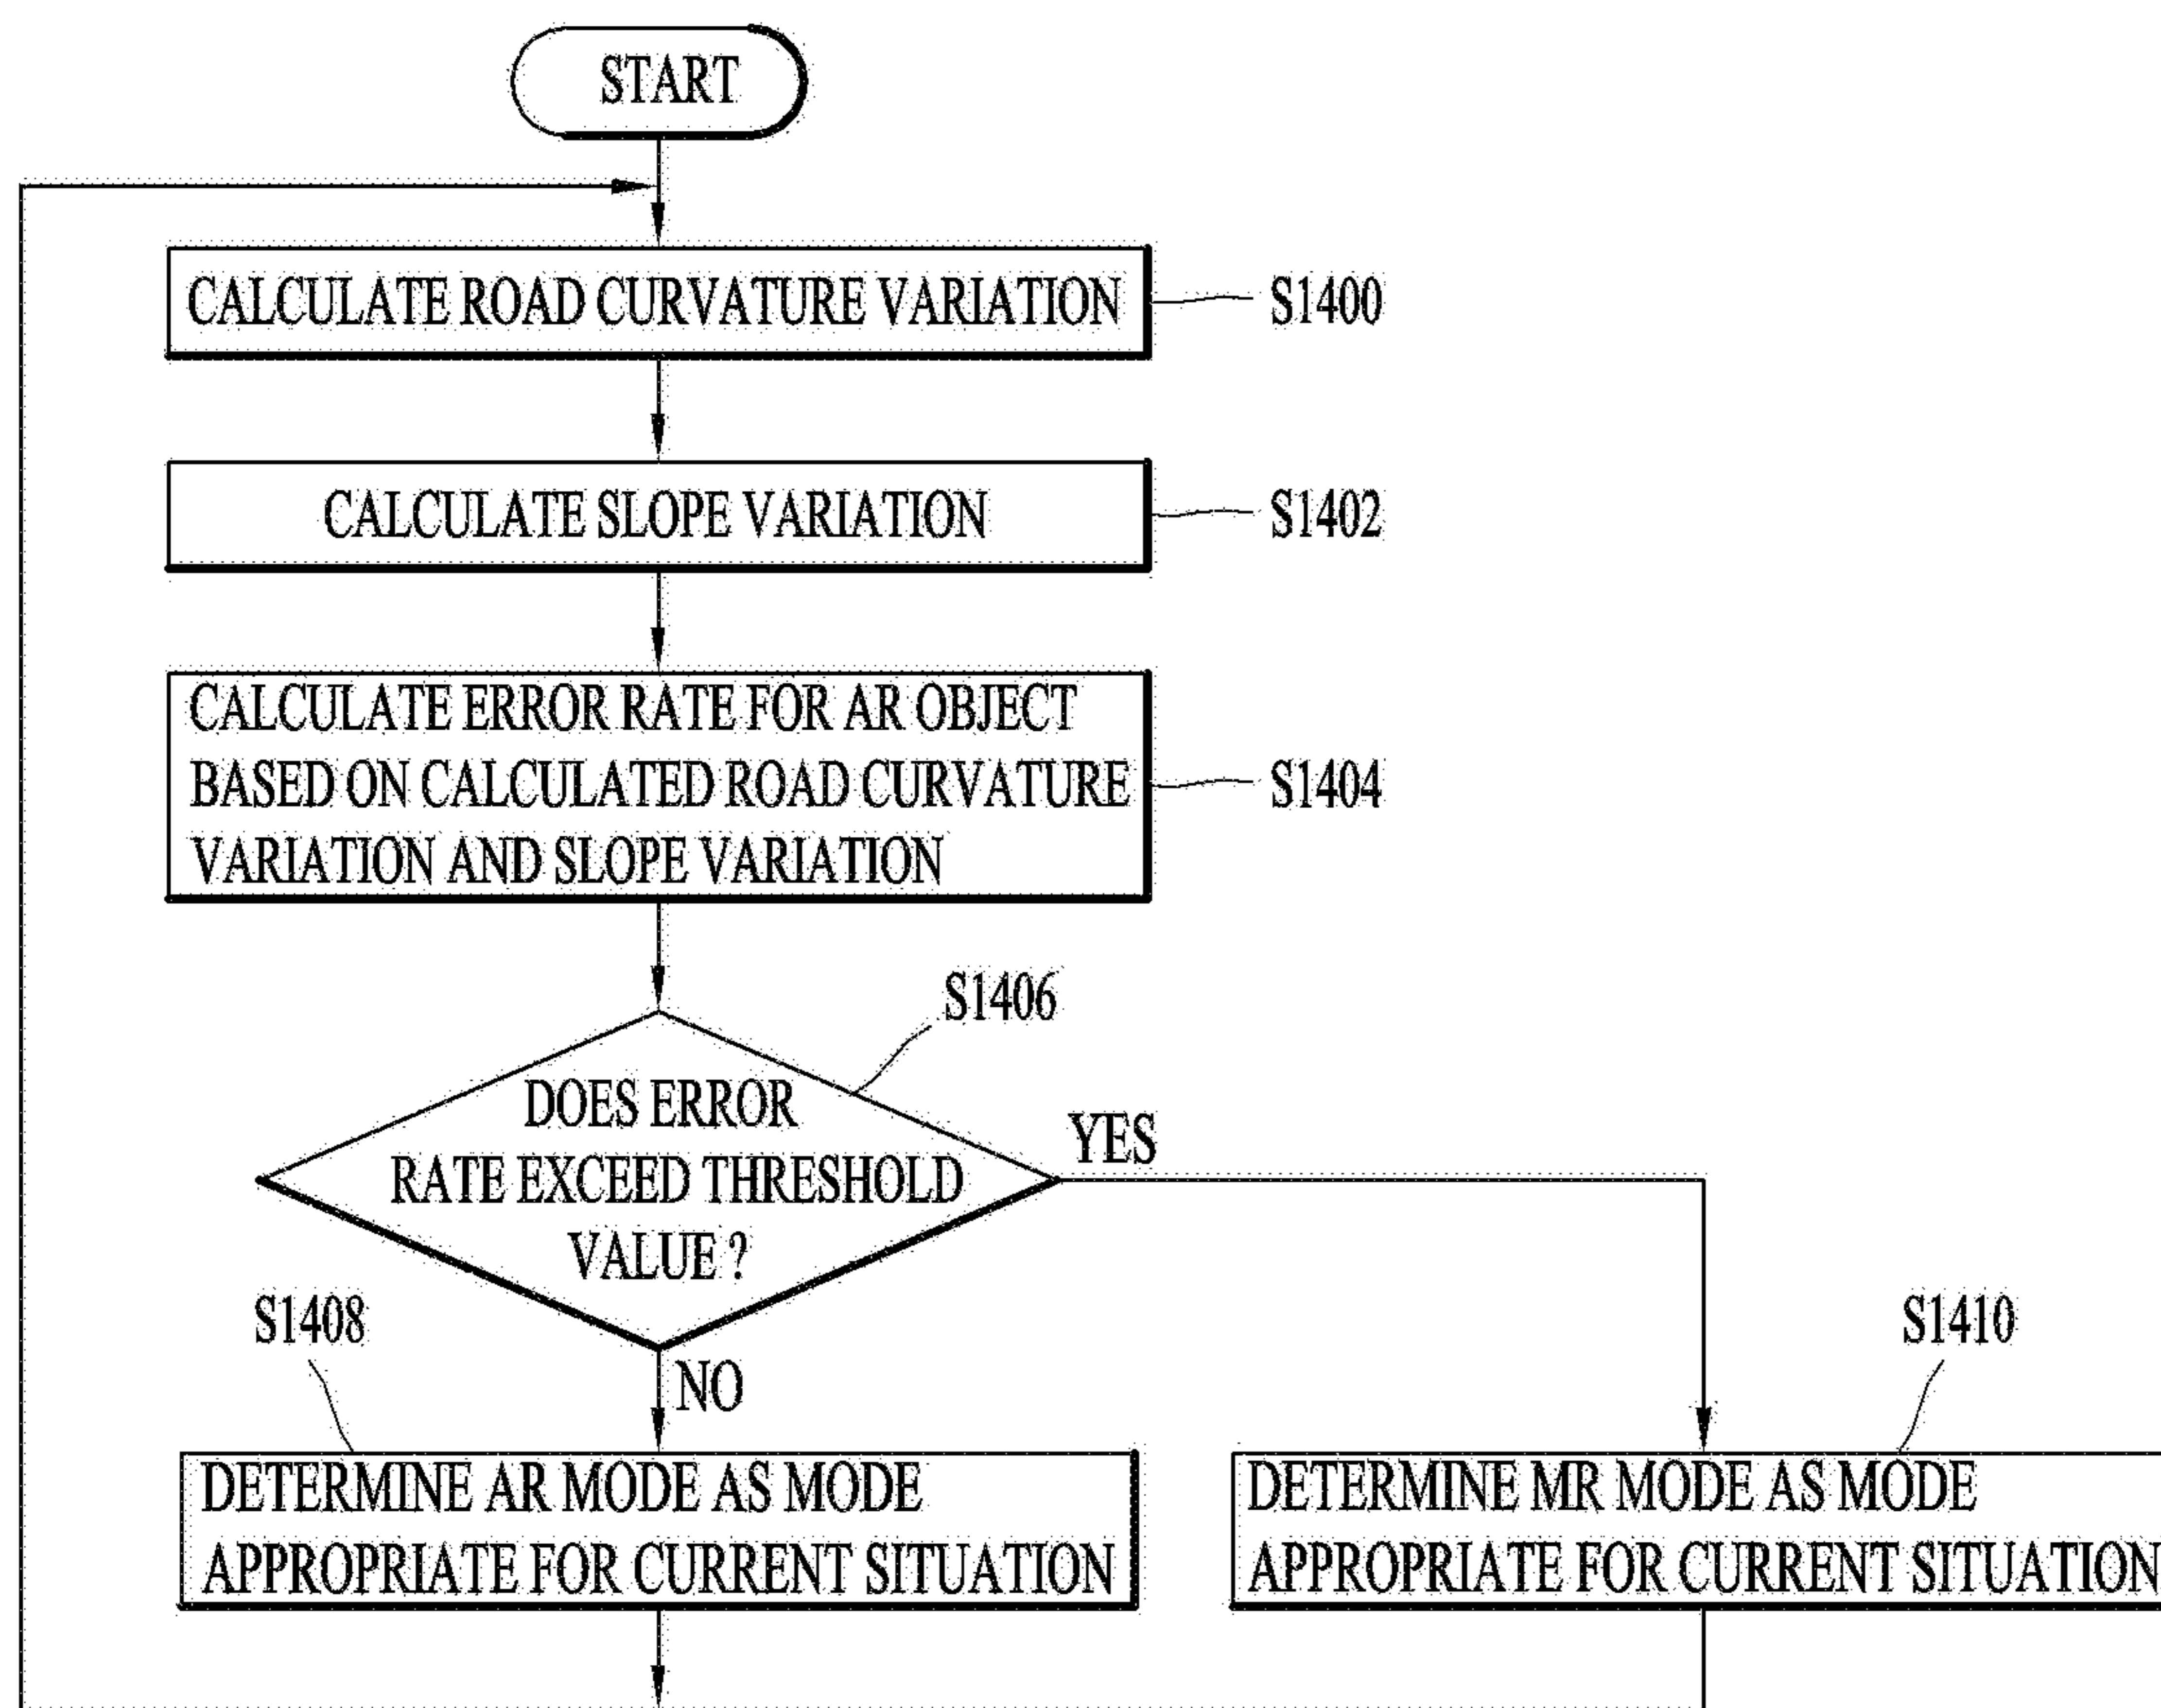 START
CALCULATE ROAD CURVATURE VARIATION
S1400
CALCULATE SLOPE VARIATION
S1402
CALCULATE ERROR RATE FOR AR OBJECT
BASED ON CALCULATED ROAD CURVATURE
VARIATION AND SLOPE VARIATION
S1404
S1406
DOES ERROR
RATE EXCEED THRESHOLD
VALUE ?
YES
NO
S1408
DETERMINE AR MODE AS MODE
APPROPRIATE FOR CURRENT SITUATION
S1410
DETERMINE MR MODE AS MODE
APPROPRIATE FOR CURRENT SITUATION